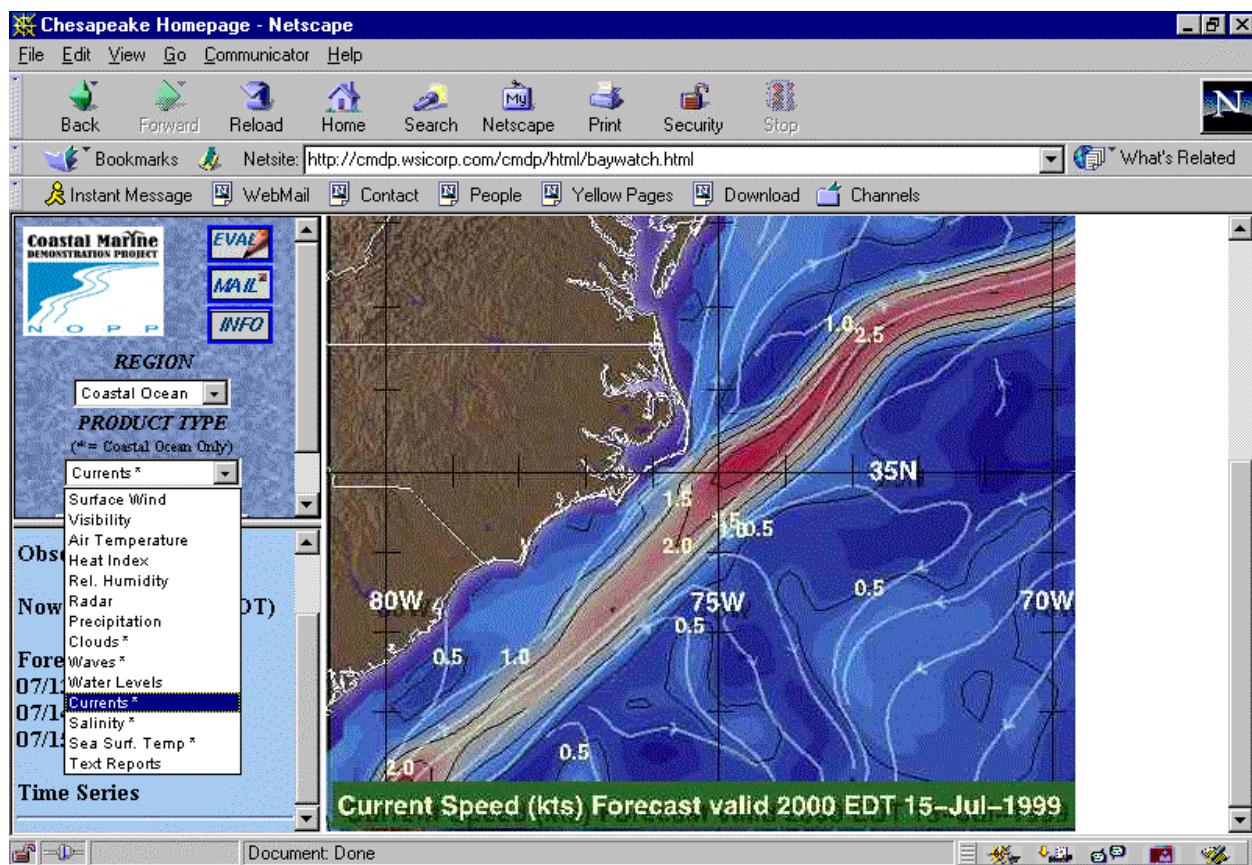 Chesapeake Homepage - Netscape
File Edit View Go Communicator Help
Back Forward Reload Home Search My Netscape Print Security Stop
N
Bookmarks Netsite: http://cmdp.wsicorp.com/cmdp/html/baywatch.html What's Related
Instant Message WebMail Contact People Yellow Pages Download Channels
Coastal Marine
DEMONSTRATION PROJECT
N O P P
EVAL
MAIL
INFO
REGION
Coastal Ocean
PRODUCT TYPE
(*= Coastal Ocean Only)
Currents *
Surface Wind
Visibility
Air Temperature
Heat Index
Rel. Humidity
Radar
Precipitation
Clouds *
Waves *
Water Levels
Currents *
Salinity *
Sea Surf. Temp *
Text Reports
Time Series
1.0
2.5
35N
1.5
0.5
2.0
80W
75W
70W
0.5
0.5
0.5
1.0
0.5
2.0
Current Speed (kts) Forecast valid 2000 EDT 15-Jul-1999
Document: Done